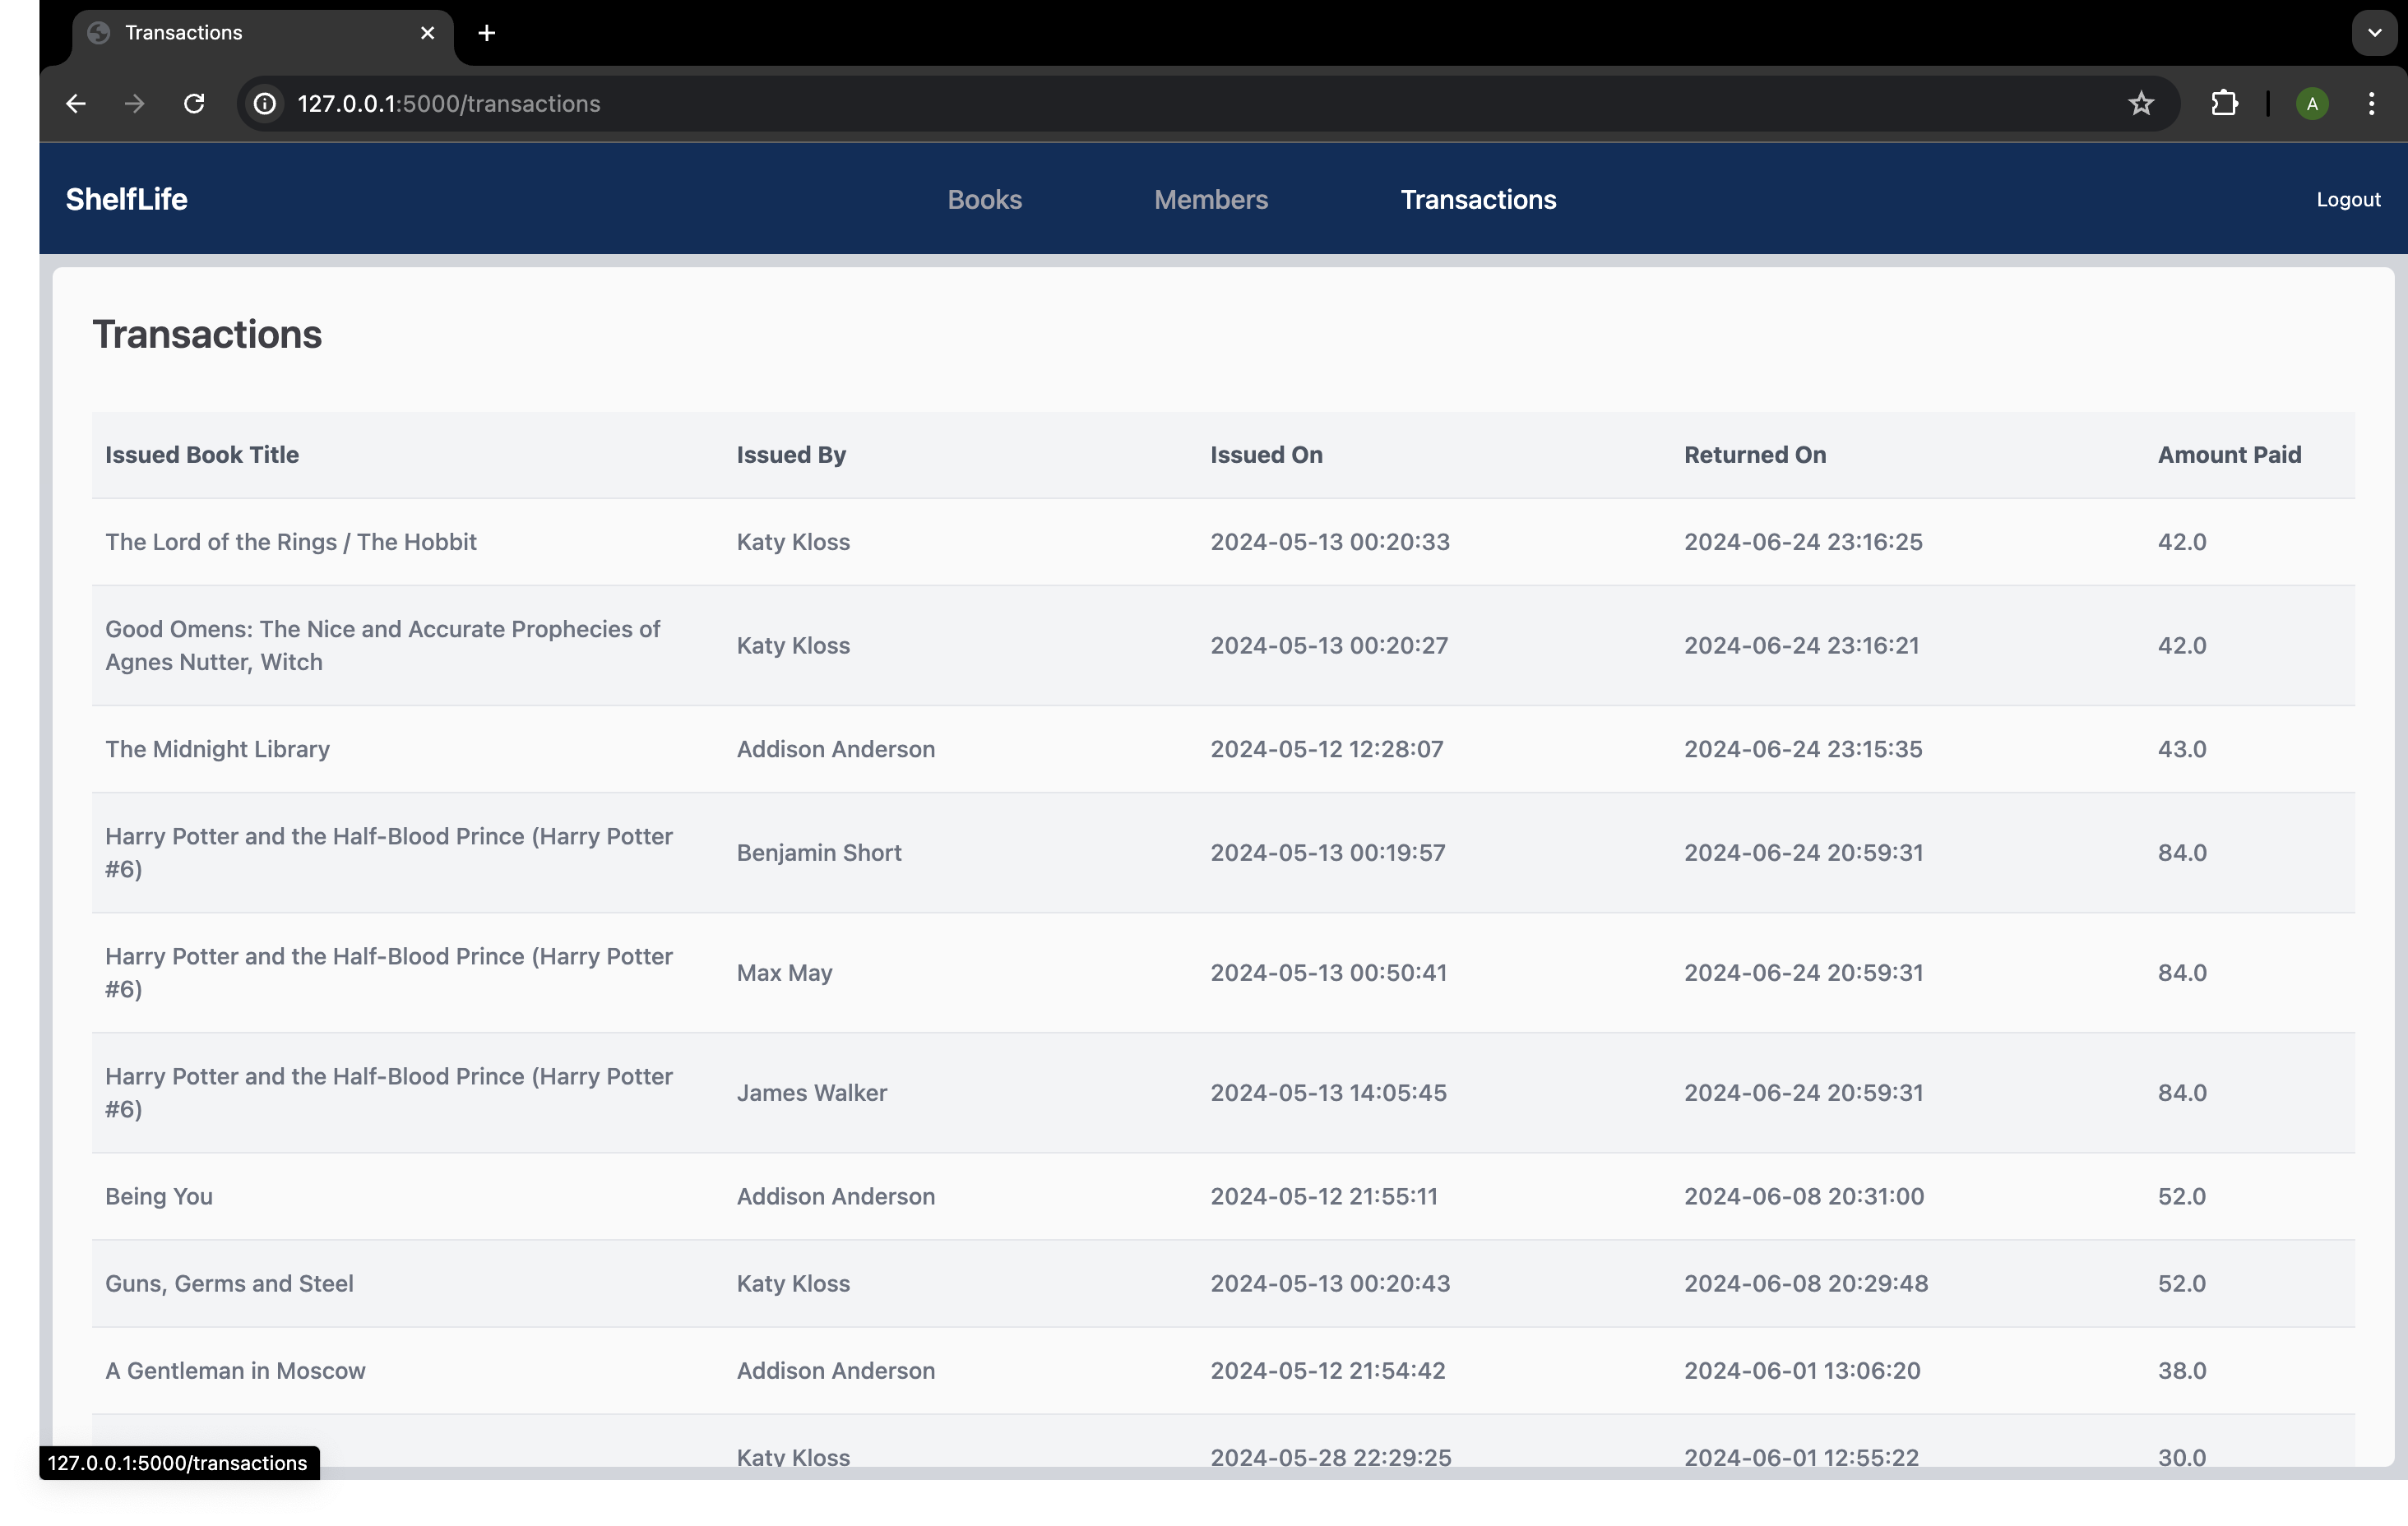 Transactions
127.0.0.1:5000/transactions
A
ShelfLife Books Members Transactions Logout
Transactions
Issued Book Title Issued By Issued On Returned On Amount Paid
The Lord of the Rings / The Hobbit Katy Kloss 2024-05-13 00:20:33 2024-06-24 23:16:25 42.0
Good Omens: The Nice and Accurate Prophecies of
Agnes Nutter, Witch Katy Kloss 2024-05-13 00:20:27 2024-06-24 23:16:21 42.0
The Midnight Library Addison Anderson 2024-05-12 12:28:07 2024-06-24 23:15:35 43.0
Harry Potter and the Half-Blood Prince (Harry Potter
#6) Benjamin Short 2024-05-13 00:19:57 2024-06-24 20:59:31 84.0
Harry Potter and the Half-Blood Prince (Harry Potter
#6) Max May 2024-05-13 00:50:41 2024-06-24 20:59:31 84.0
Harry Potter and the Half-Blood Prince (Harry Potter
#6) James Walker 2024-05-13 14:05:45 2024-06-24 20:59:31 84.0
Being You Addison Anderson 2024-05-12 21:55:11 2024-06-08 20:31:00 52.0
Guns, Germs and Steel Katy Kloss 2024-05-13 00:20:43 2024-06-08 20:29:48 52.0
A Gentleman in Moscow Addison Anderson 2024-05-12 21:54:42 2024-06-01 13:06:20 38.0
Katy Kloss 2024-05-28 22:29:25 2024-06-01 12:55:22 30.0
127.0.0.1:5000/transactions